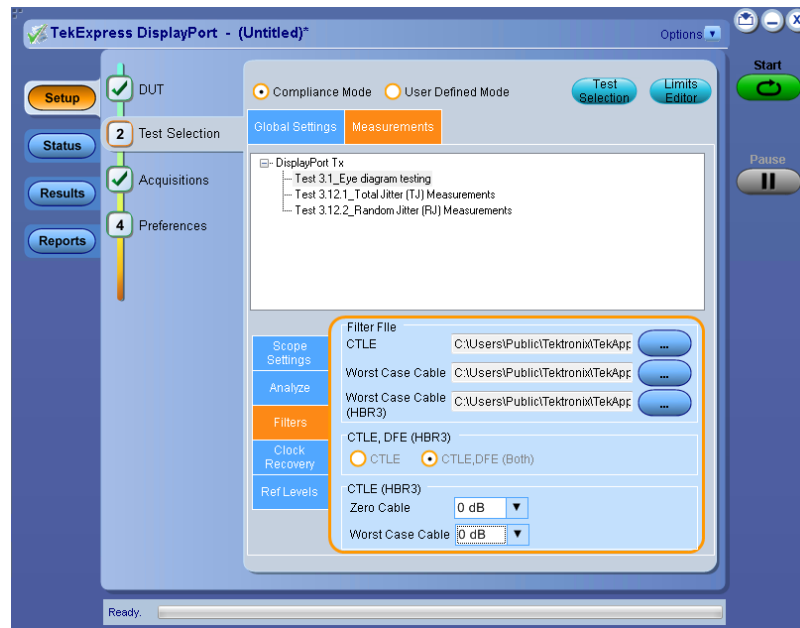 TekExpress DisplayPort - (Untitled)*
Options
Start
Setup
DUT
Compliance Mode
User Defined Mode
Test Selection
Limits Editor
Status
2
Test Selection
Global Settings
Measurements
Pause
Results
Acquisitions
DisplayPort Tx
Test 3.1_Eye diagram testing
Test 3.12.1_Total Jitter (TJ) Measurements
Test 3.12.2_Random Jitter (RJ) Measurements
Reports
4
Preferences
Scope Settings
Analyze
Filters
Clock Recovery
Ref Levels
Filter FIle
CTLE
C:\Users\Public\Tektronix\TekApp
...
Worst Case Cable
C:\Users\Public\Tektronix\TekApp
...
Worst Case Cable (HBR3)
C:\Users\Public\Tektronix\TekApp
...
CTLE, DFE (HBR3)
CTLE
CTLE,DFE (Both)
CTLE (HBR3)
Zero Cable
0 dB
Worst Case Cable
0 dB
Ready.